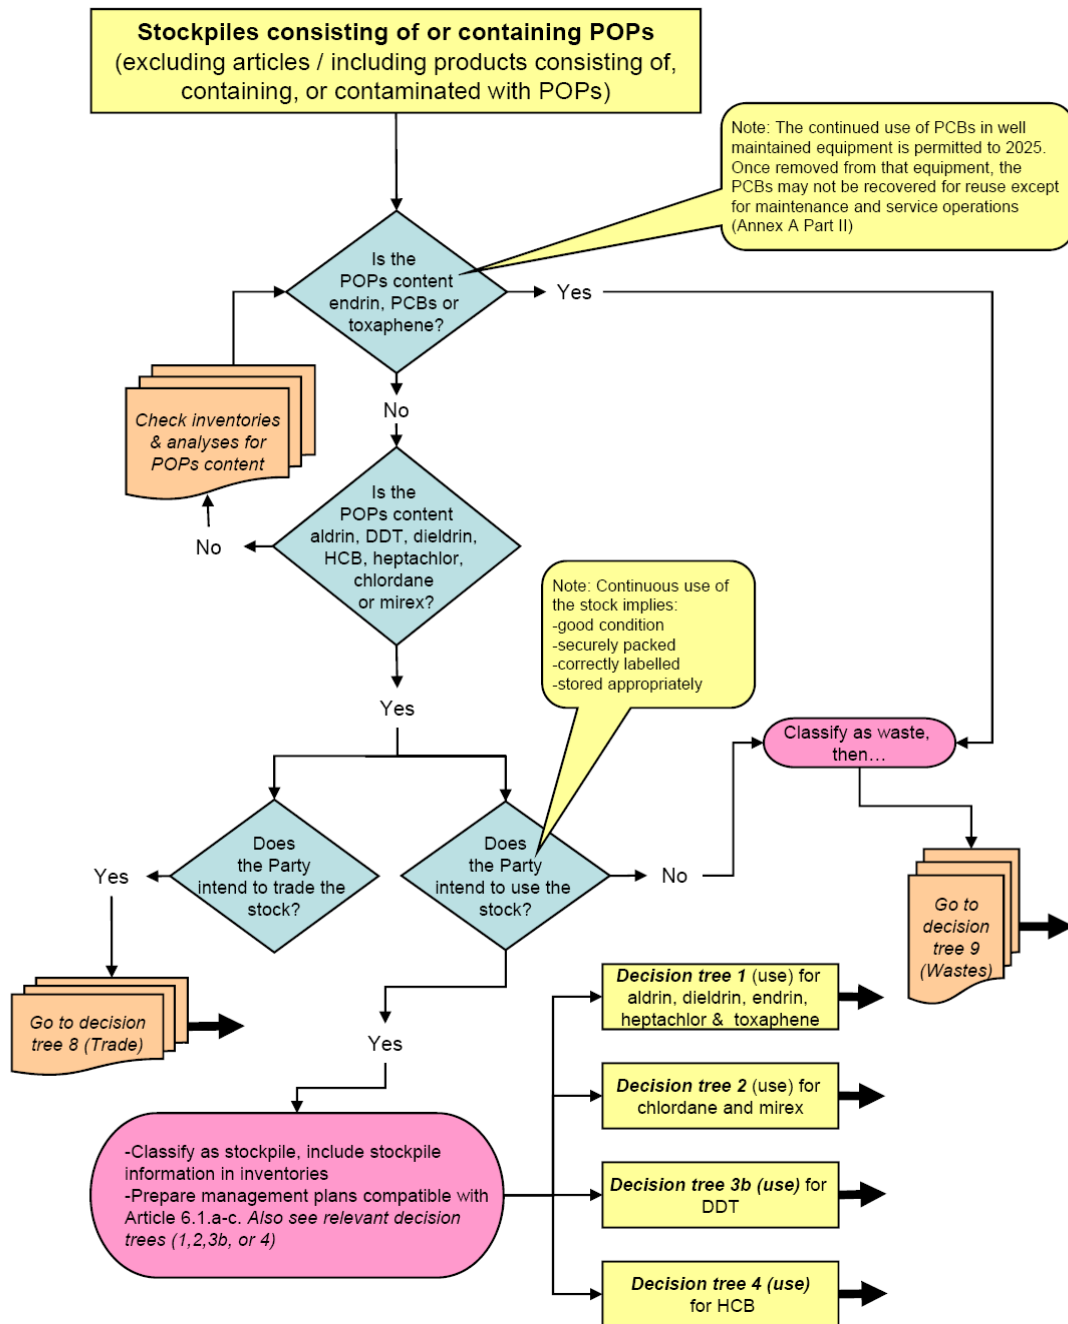 Stockpiles consisting of or containing POPs
(excluding articles / including products consisting of,
containing, or contaminated with POPs)
Note: The continued use of PCBs in well
maintained equipment is permitted to 2025.
Once removed from that equipment, the
PCBs may not be recovered for reuse except
for maintenance and service operations
(Annex A Part II)
Is the
POPs content
endrin, PCBs or
toxaphene?
Yes
No
Check inventories
& analyses for
POPs content
Is the
POPs content
aldrin, DDT, dieldrin,
HCB, heptachlor,
chlordane
or mirex?
No
Note: Continuous use of
the stock implies:
-good condition
-securely packed
-correctly labelled
-stored appropriately
Yes
Classify as waste,
then…
Does
the Party
intend to trade the
stock?
Yes
Does
the Party
intend to use the
stock?
No
Go to
decision
tree 9
(Wastes)
Go to decision
tree 8 (Trade)
Yes
Decision tree 1 (use) for
aldrin, dieldrin, endrin,
heptachlor & toxaphene
Decision tree 2 (use) for
chlordane and mirex
-Classify as stockpile, include stockpile
information in inventories
-Prepare management plans compatible with
Article 6.1.a-c. Also see relevant decision
trees (1,2,3b, or 4)
Decision tree 3b (use) for
DDT
Decision tree 4 (use)
for HCB